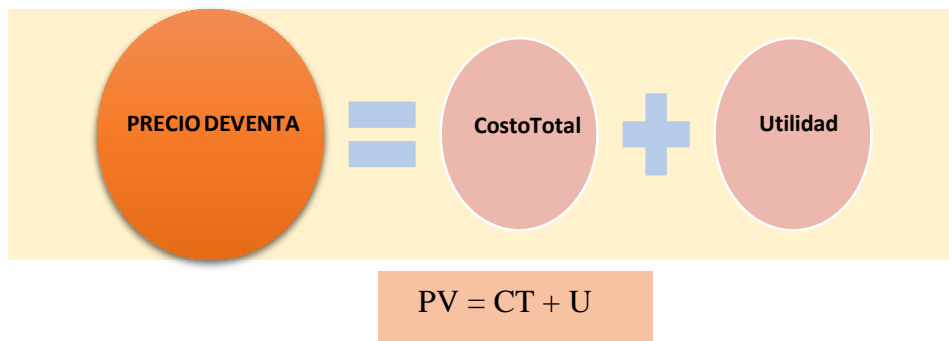 PRECIO DEVENTA
CostoTotal
Utilidad
PV = CT + U